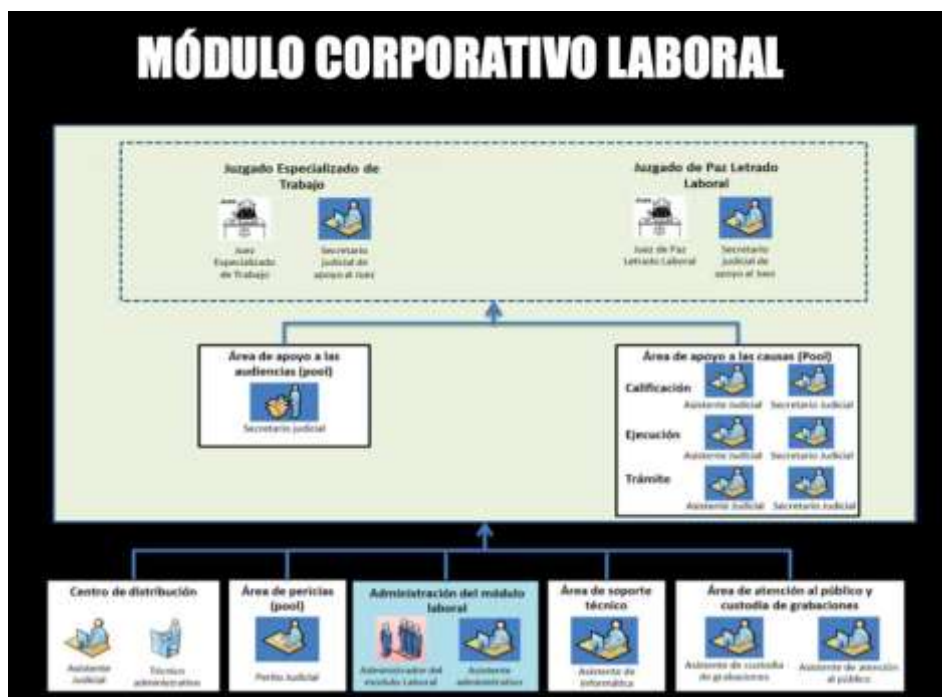 MÓDULO CORPORATIVO LABORAL
Juzgado Especializado de
Trabajo
Juez
Especializado
de Trabajo
Secretario
judicial de
apoyo al Juez
Juzgado de Paz Letrado
Laboral
Juez de Paz
Letrado Laboral
Secretario
judicial de
apoyo al Juez
Área de apoyo a las
audiencias (pool)
Secretario judicial
Área de apoyo a las causas (Pool)
Calificación
Asistente Judicial
Secretario Judicial
Ejecución
Asistente Judicial
Secretario Judicial
Trámite
Asistente Judicial
Secretario Judicial
Centro de distribución
Asistente
Judicial
Técnico
administrativo
Área de pericias
(pool)
Perito Judicial
Administración del módulo
laboral
Administrador del
módulo Laboral
Asistente
administrativo
Área de soporte
técnico
Asistente de
informática
Área de atención al público y
custodia de grabaciones
Asistente de custodia
de grabaciones
Asistente de atención
al público